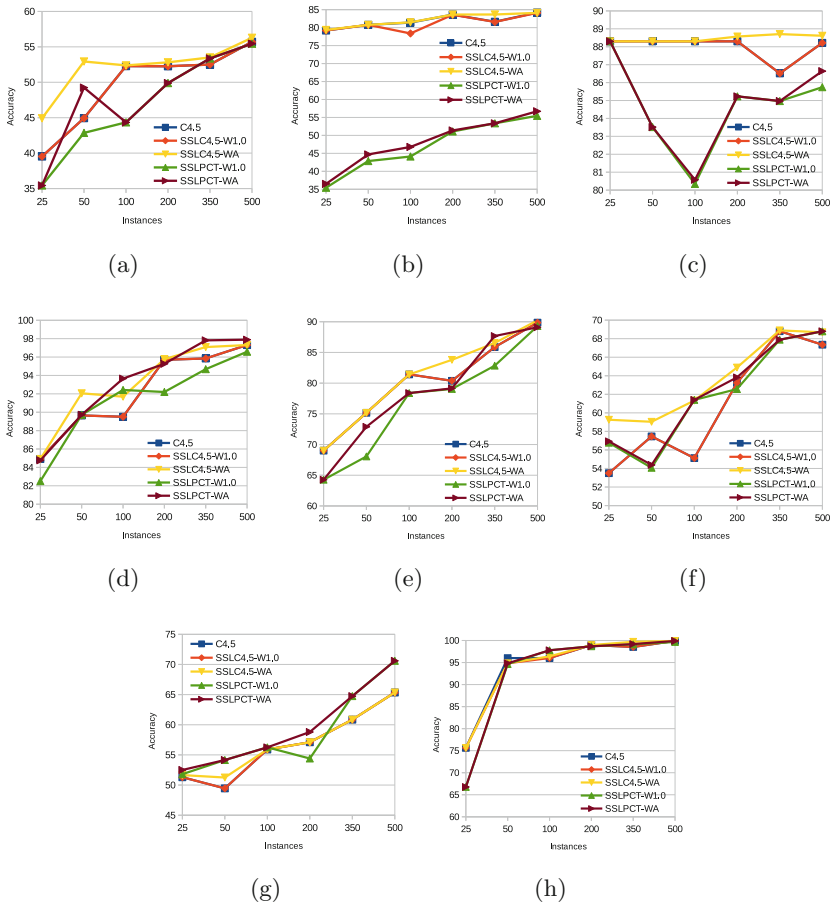 60
55
50
45
40
35
Accuracy
25 50 100 200 350 500
Instances
C4,5
SSLC4,5-W1,0
SSLC4,5-WA
SSLPCT-W1.0
SSLPCT-WA
(a)
85
80
75
70
65
60
55
50
45
40
35
Accuracy
25 50 100 200 350 500
Instances
C4,5
SSLC4,5-W1.0
SSLC4,5-WA
SSLPCT-W1.0
SSLPCT-WA
(b)
90
89
88
87
86
85
84
83
82
81
80
Accuracy
25 50 100 200 350 500
Instances
C4,5
SSLC4,5-W1,0
SSLC4,5-WA
SSLPCT-W1.0
SSLPCT-WA
(c)
100
98
96
94
92
90
88
86
84
82
80
Accuracy
25 50 100 200 350 500
Instances
C4,5
SSLC4,5-W1,0
SSLC4,5-WA
SSLPCT-W1.0
SSLPCT-WA
(d)
90
85
80
75
70
65
60
Accuracy
25 50 100 200 350 500
Instances
C4,5
SSLC4,5-W1,0
SSLC4,5-WA
SSLPCT-W1.0
SSLPCT-WA
(e)
70
68
66
64
62
60
58
56
54
52
50
Accuracy
25 50 100 200 350 500
Instances
C4,5
SSLC4,5-W1,0
SSLC4,5-WA
SSLPCT-W1.0
SSLPCT-WA
(f)
75
70
65
60
55
50
45
Accuracy
25 50 100 200 350 500
Instances
C4,5
SSLC4,5-W1,0
SSLC4,5-WA
SSLPCT-W1.0
SSLPCT-WA
(g)
100
95
90
85
80
75
70
65
60
Accuracy
25 50 100 200 350 500
Instances
C4,5
SSLC4,5-W1,0
SSLC4,5-WA
SSLPCT-W1.0
SSLPCT-WA
(h)